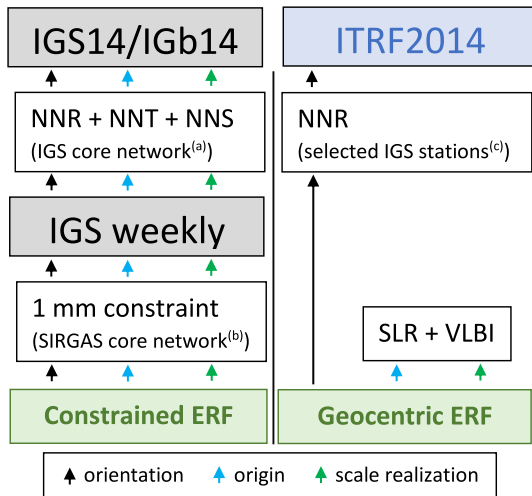 IGS14/IGb14
NNR + NNT + NNS
(IGS core network(a))
IGS weekly
1 mm constraint
(SIRGAS core network(b))
Constrained ERF
ITRF2014
NNR
(selected IGS stations(c))
SLR + VLBI
Geocentric ERF
orientation origin scale realization